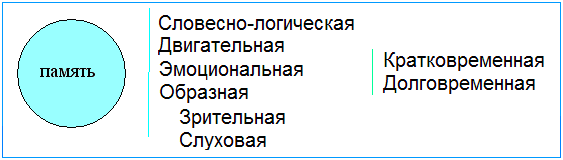 память
Словесно-логическая
Двигательная
Эмоциональная
Образная
Зрительная
Слуховая
Кратковременная
Долговременная